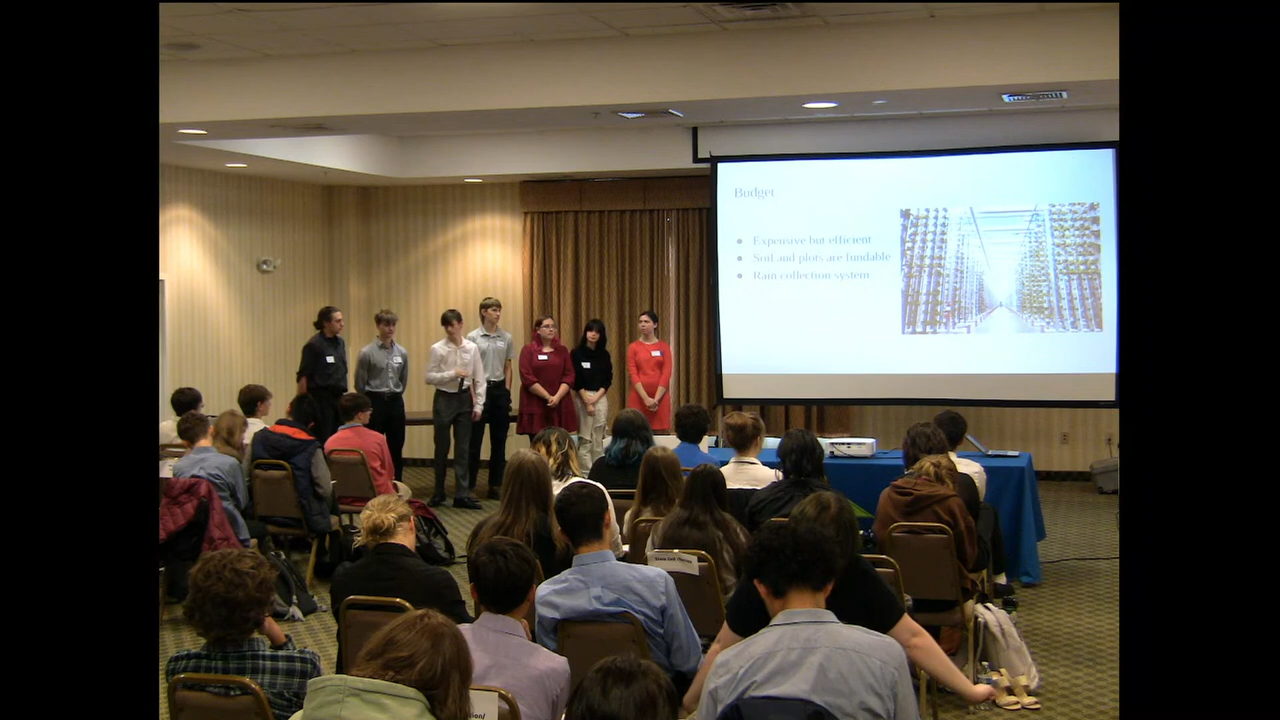 Budget
Expensive but efficient
Soil and plots are fundable
Rain collection system